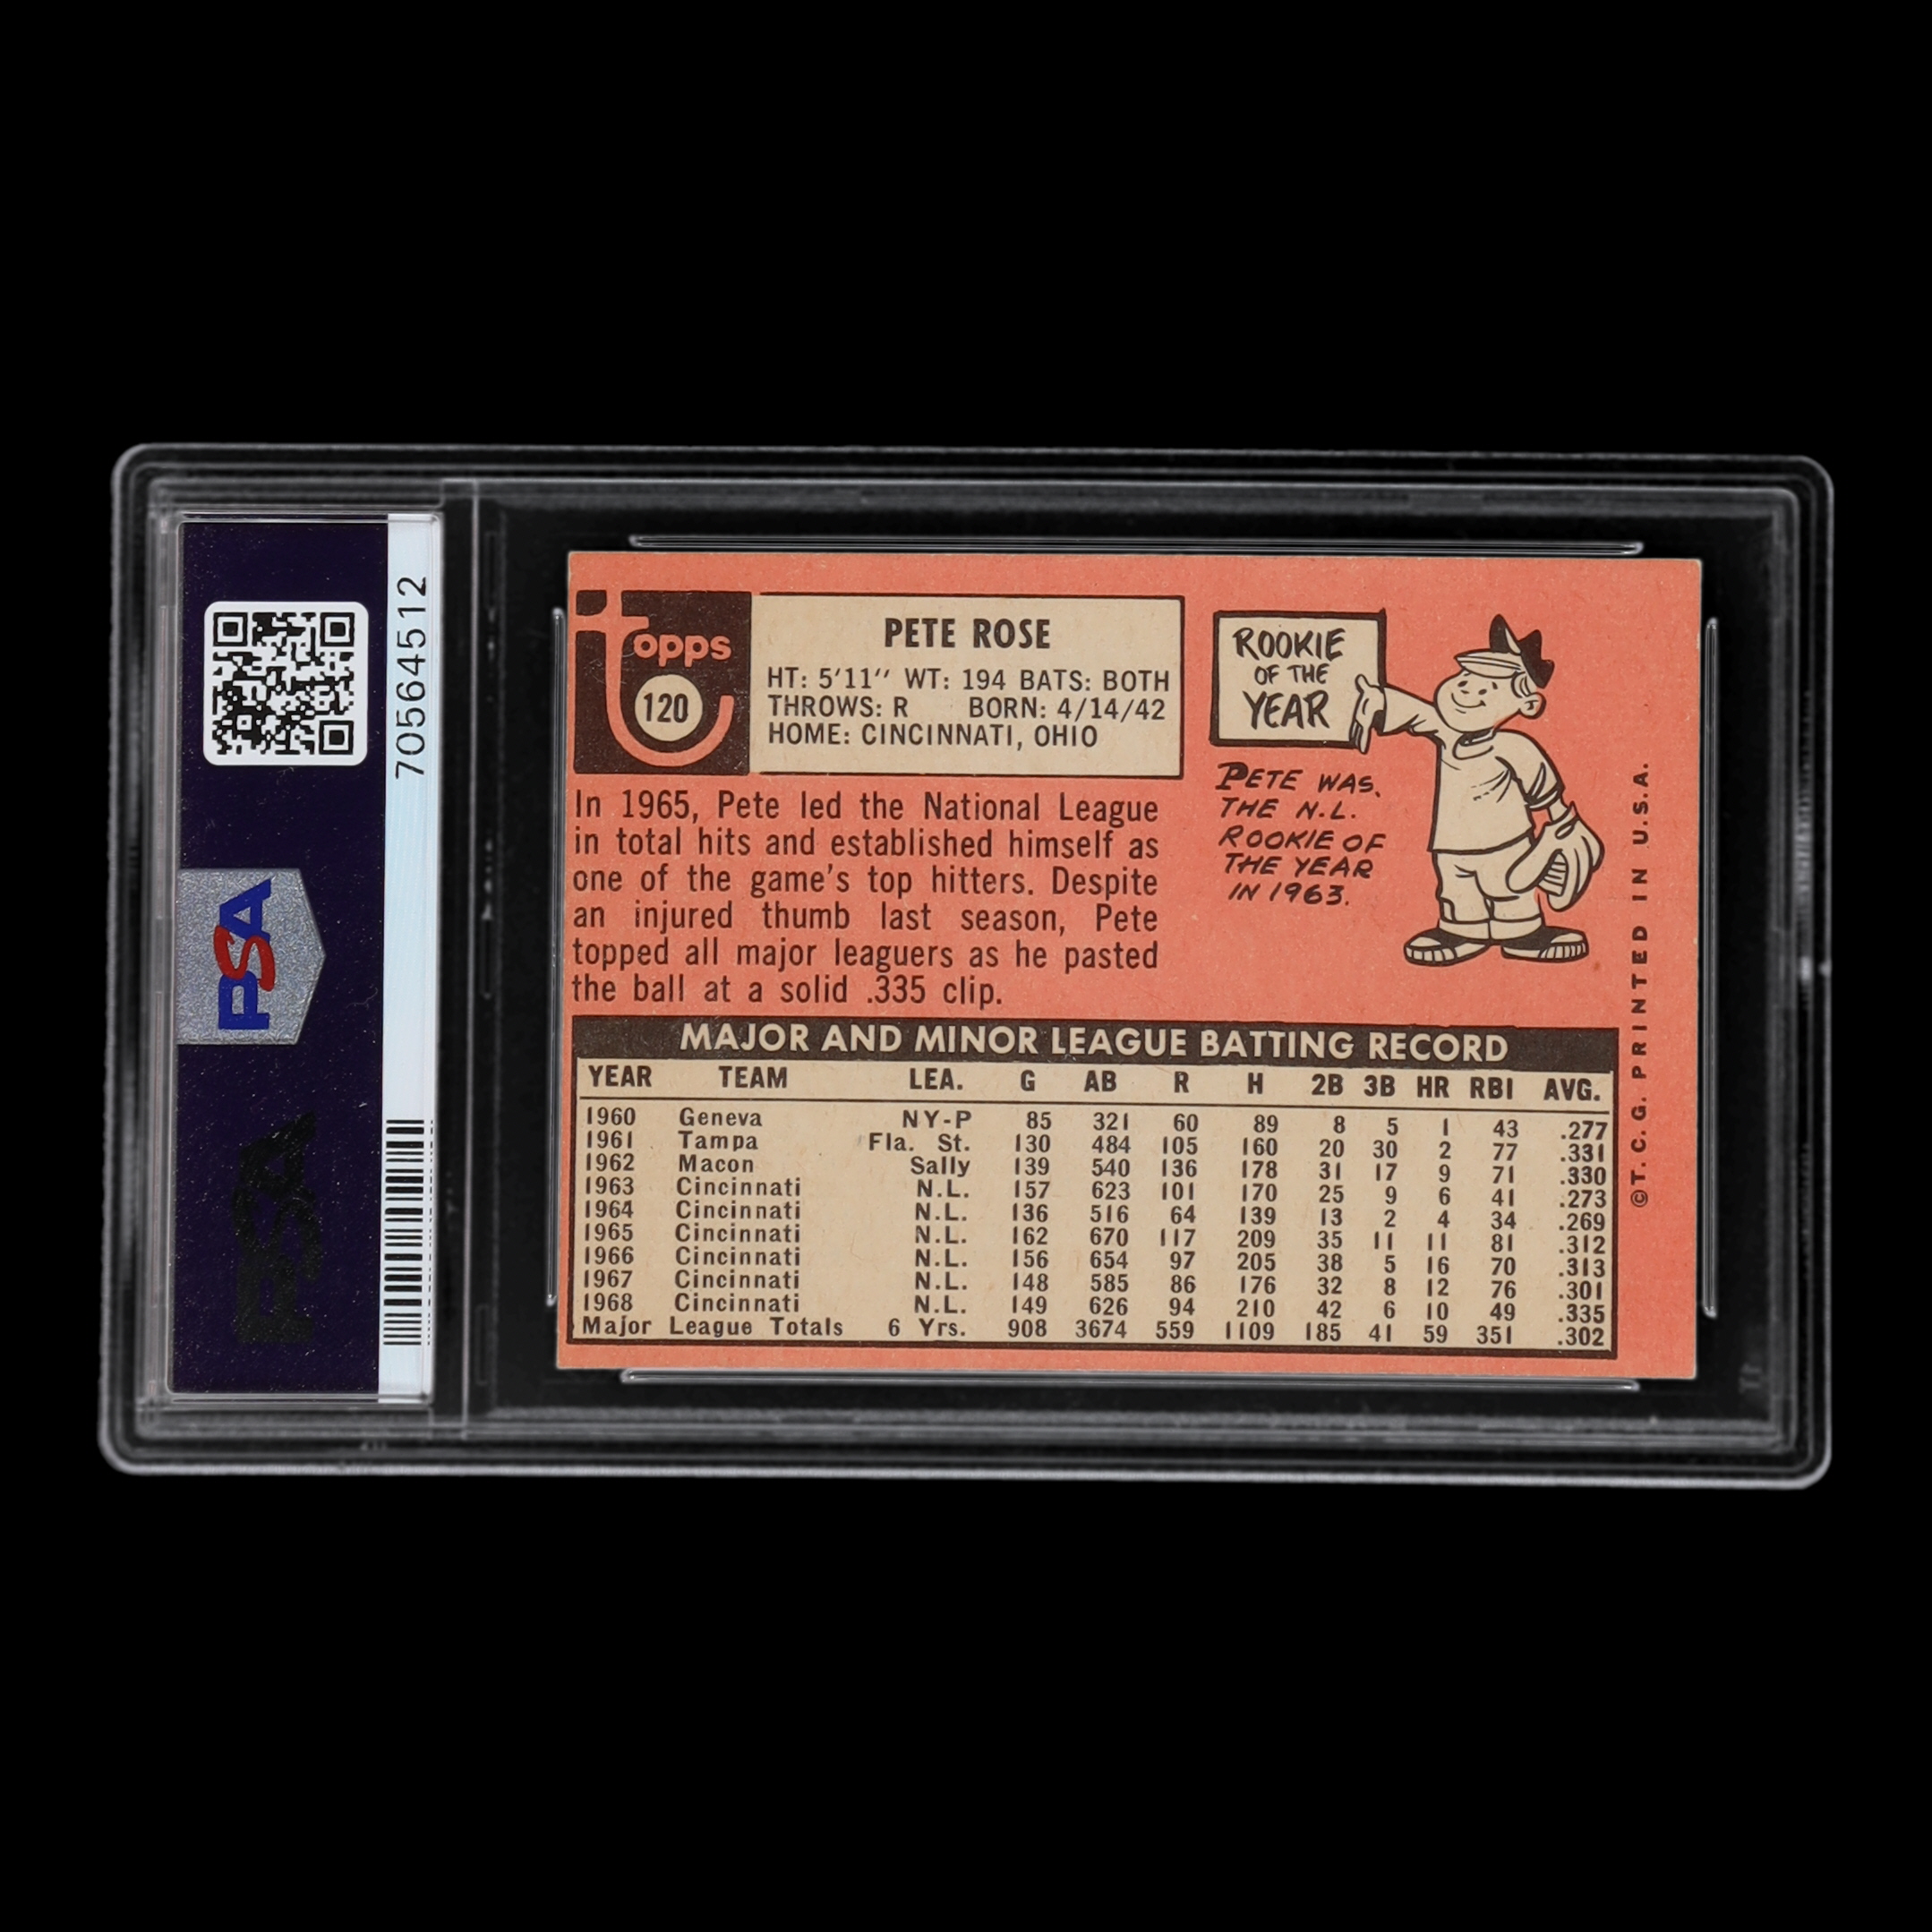 70564512
PSA
PSA
Topps
120
PETE ROSE
HT: 5'11'' WT: 194 BATS: BOTH
THROWS: R BORN: 4/14/42
HOME: CINCINNATI, OHIO
In 1965, Pete led the National League
in total hits and established himself as
one of the game's top hitters. Despite
an injured thumb last season, Pete
topped all major leaguers as he pasted
the ball at a solid .335 clip.
ROOKIE
OF THE
YEAR
PETE WAS.
THE N.L.
ROOKIE OF
THE YEAR
IN 1963.
MAJOR AND MINOR LEAGUE BATTING RECORD
YEAR TEAM LEA. G AB R H 2B 3B HR RBI AVG.
1960 Geneva NY-P 85 321 60 89 8 5 1 43 .277
1961 Tampa Fla. St. 130 484 105 160 20 30 2 77 .331
1962 Macon Sally 139 540 136 178 31 17 9 71 .330
1963 Cincinnati N.L. 157 623 101 170 25 9 6 41 .273
1964 Cincinnati N.L. 136 516 64 139 13 2 4 34 .269
1965 Cincinnati N.L. 162 670 117 209 35 11 11 81 .312
1966 Cincinnati N.L. 156 654 97 205 38 5 16 70 .313
1967 Cincinnati N.L. 148 585 86 176 32 8 12 76 .301
1968 Cincinnati N.L. 149 626 94 210 42 6 10 49 .335
Major League Totals 6 Yrs. 908 3674 559 1109 185 41 59 351 .302
©T.C.G. PRINTED IN U.S.A.